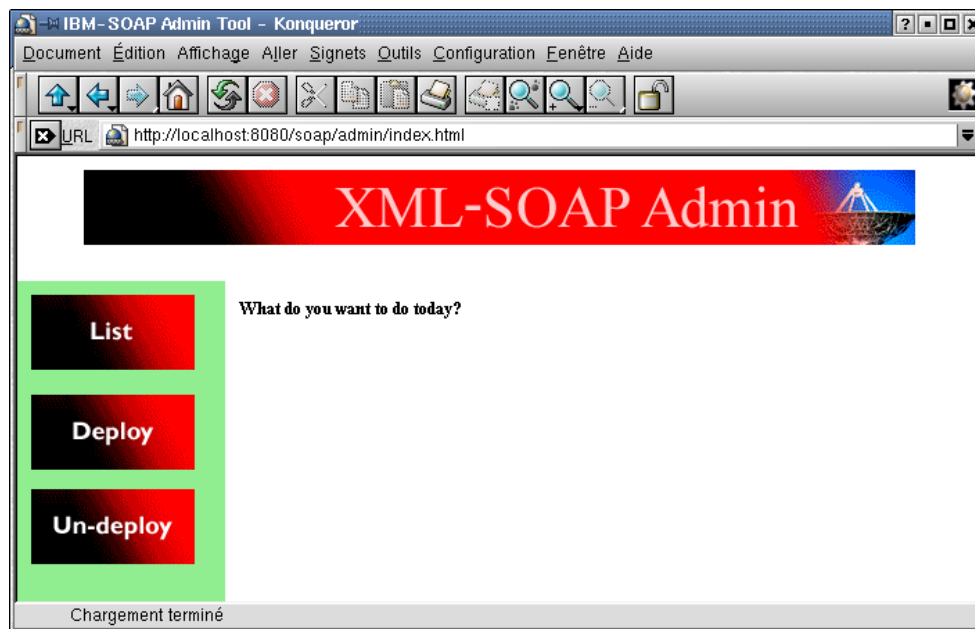 IBM-SOAP Admin Tool - Konqueror
Document Édition Affichage Aller Signets Outils Configuration Fenêtre Aide
URL http://localhost:8080/soap/admin/index.html
XML-SOAP Admin
What do you want to do today?
List
Deploy
Un-deploy
Chargement terminé